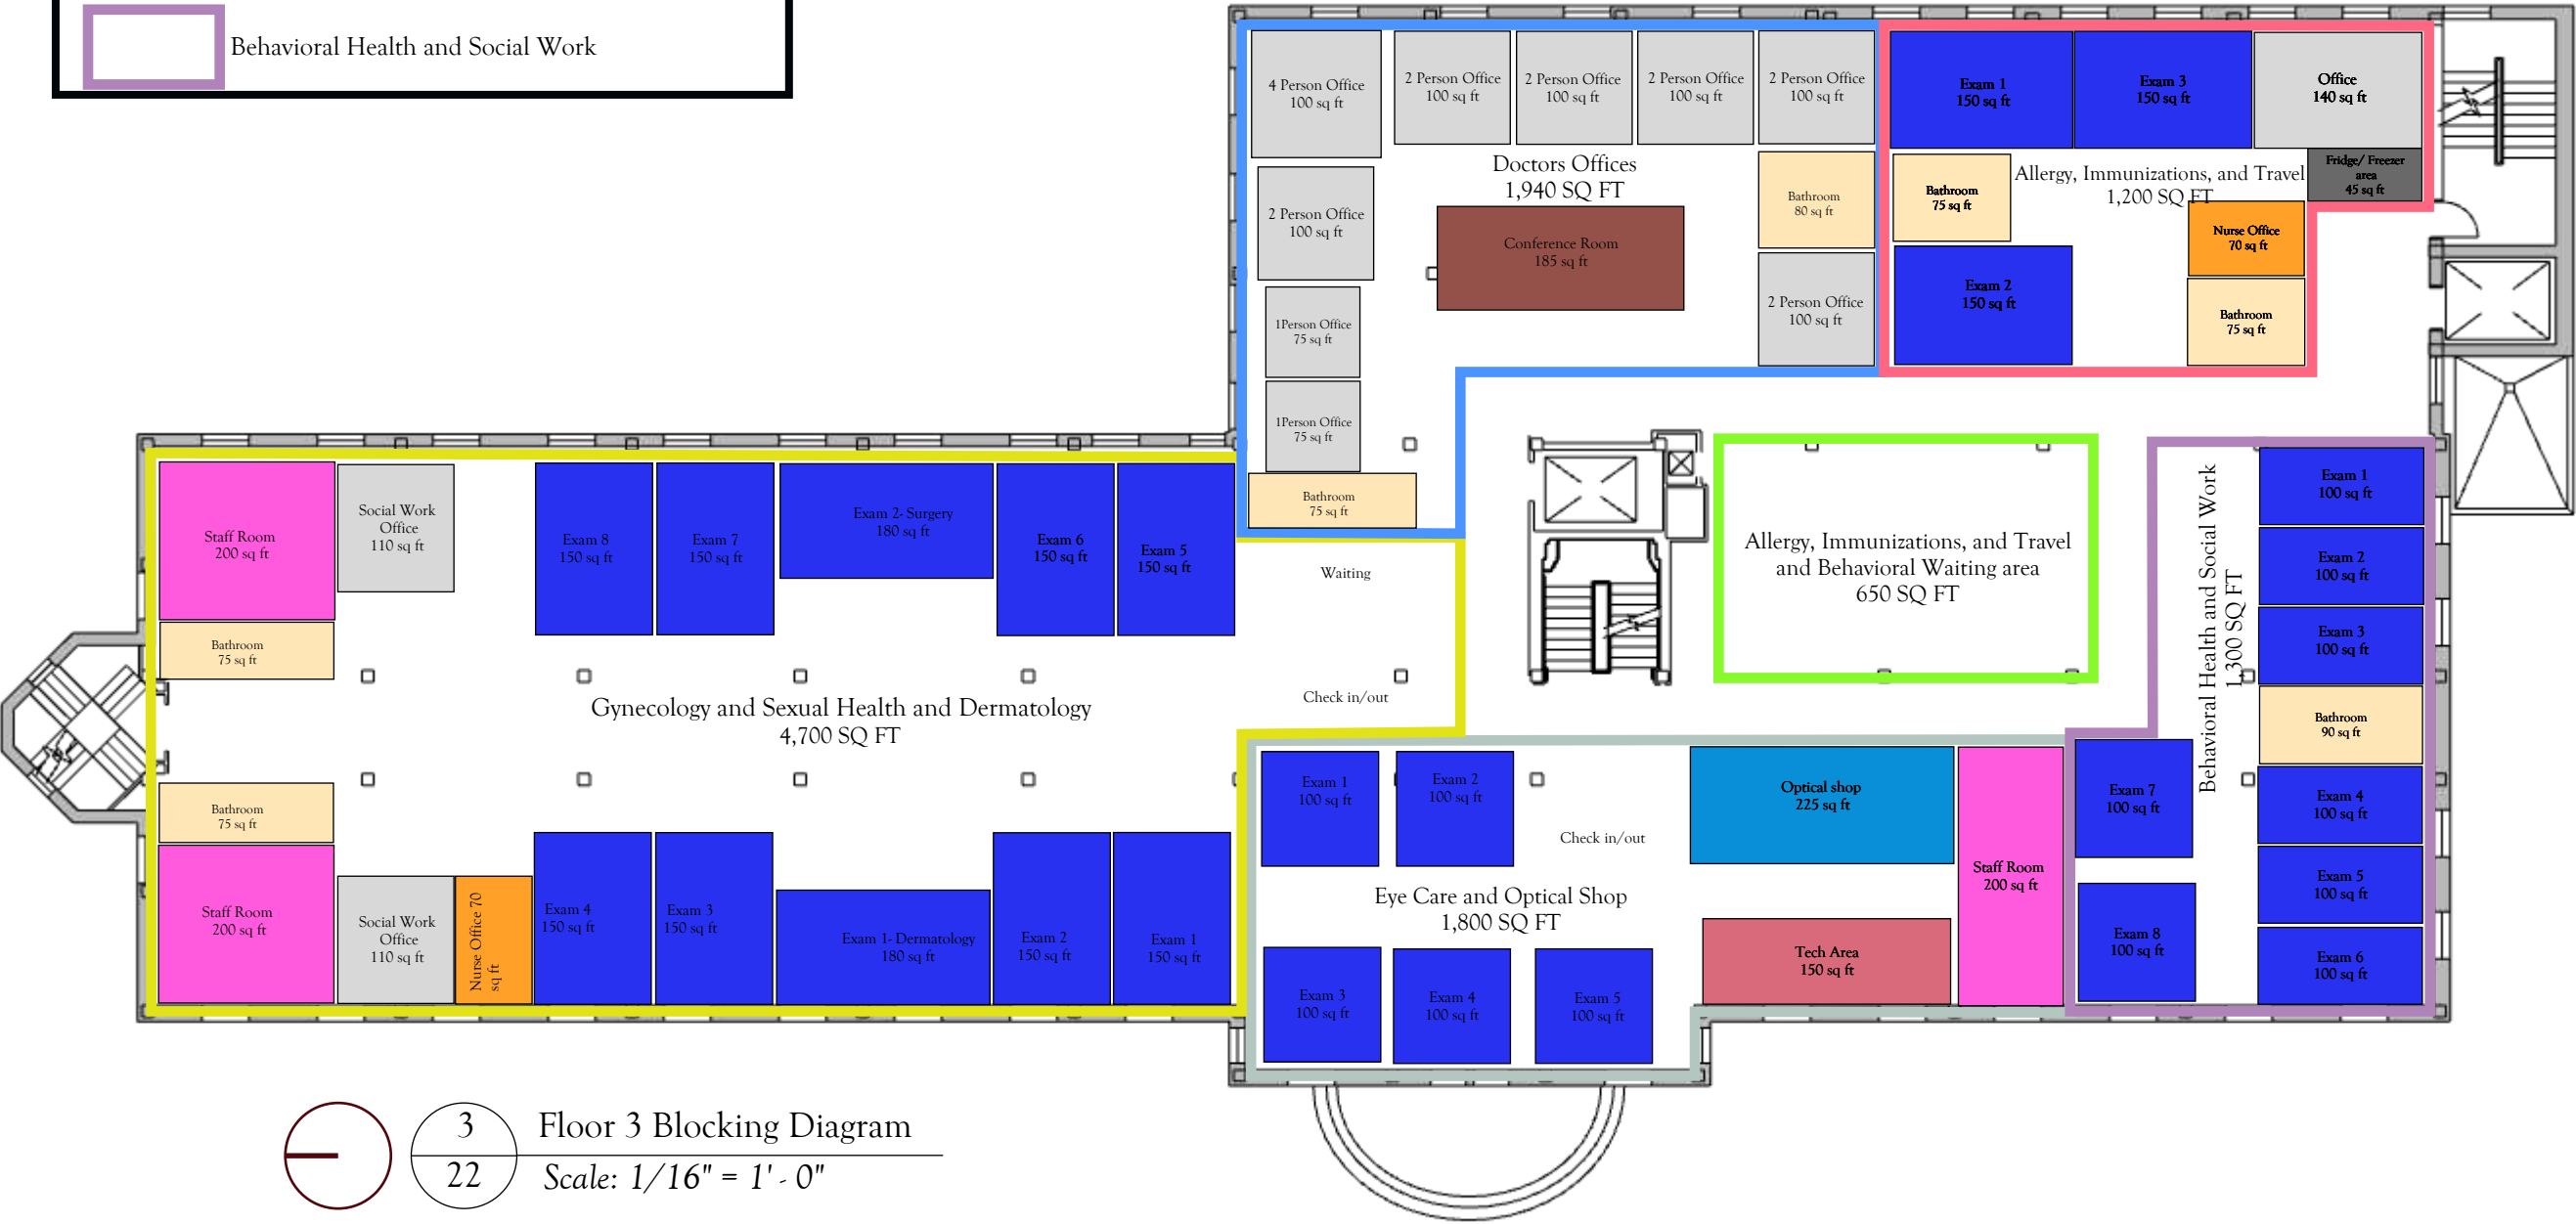 Behavioral Health and Social Work
4 Person Office
100 sq ft
2 Person Office
100 sq ft
2 Person Office
100 sq ft
2 Person Office
100 sq ft
2 Person Office
100 sq ft
Doctors Offices
1,940 SQ FT
2 Person Office
100 sq ft
Bathroom
80 sq ft
Conference Room
185 sq ft
1Person Office
75 sq ft
2 Person Office
100 sq ft
1Person Office
75 sq ft
Bathroom
75 sq ft
Exam 1
150 sq ft
Exam 3
150 sq ft
Office
140 sq ft
Fridge/ Freezer
area
45 sq ft
Allergy, Immunizations, and Travel
1,200 SQ FT
Bathroom
75 sq ft
Nurse Office
70 sq ft
Exam 2
150 sq ft
Bathroom
75 sq ft
Staff Room
200 sq ft
Social Work
Office
110 sq ft
Exam 8
150 sq ft
Exam 7
150 sq ft
Exam 2- Surgery
180 sq ft
Exam 6
150 sq ft
Exam 5
150 sq ft
Bathroom
75 sq ft
Waiting
Check in/out
Gynecology and Sexual Health and Dermatology
4,700 SQ FT
Bathroom
75 sq ft
Staff Room
200 sq ft
Social Work
Office
110 sq ft
Nurse Office 70
sq ft
Exam 4
150 sq ft
Exam 3
150 sq ft
Exam 1- Dermatology
180 sq ft
Exam 2
150 sq ft
Exam 1
150 sq ft
Allergy, Immunizations, and Travel
and Behavioral Waiting area
650 SQ FT
Exam 1
100 sq ft
Exam 2
100 sq ft
Check in/out
Optical shop
225 sq ft
Staff Room
200 sq ft
Eye Care and Optical Shop
1,800 SQ FT
Tech Area
150 sq ft
Exam 3
100 sq ft
Exam 4
100 sq ft
Exam 5
100 sq ft
Behavioral Health and Social Work
1,300 SQ FT
Exam 1
100 sq ft
Exam 2
100 sq ft
Exam 3
100 sq ft
Bathroom
90 sq ft
Exam 7
100 sq ft
Exam 4
100 sq ft
Exam 5
100 sq ft
Exam 8
100 sq ft
Exam 6
100 sq ft
3
22
Floor 3 Blocking Diagram
Scale: 1/16" = 1' - 0"